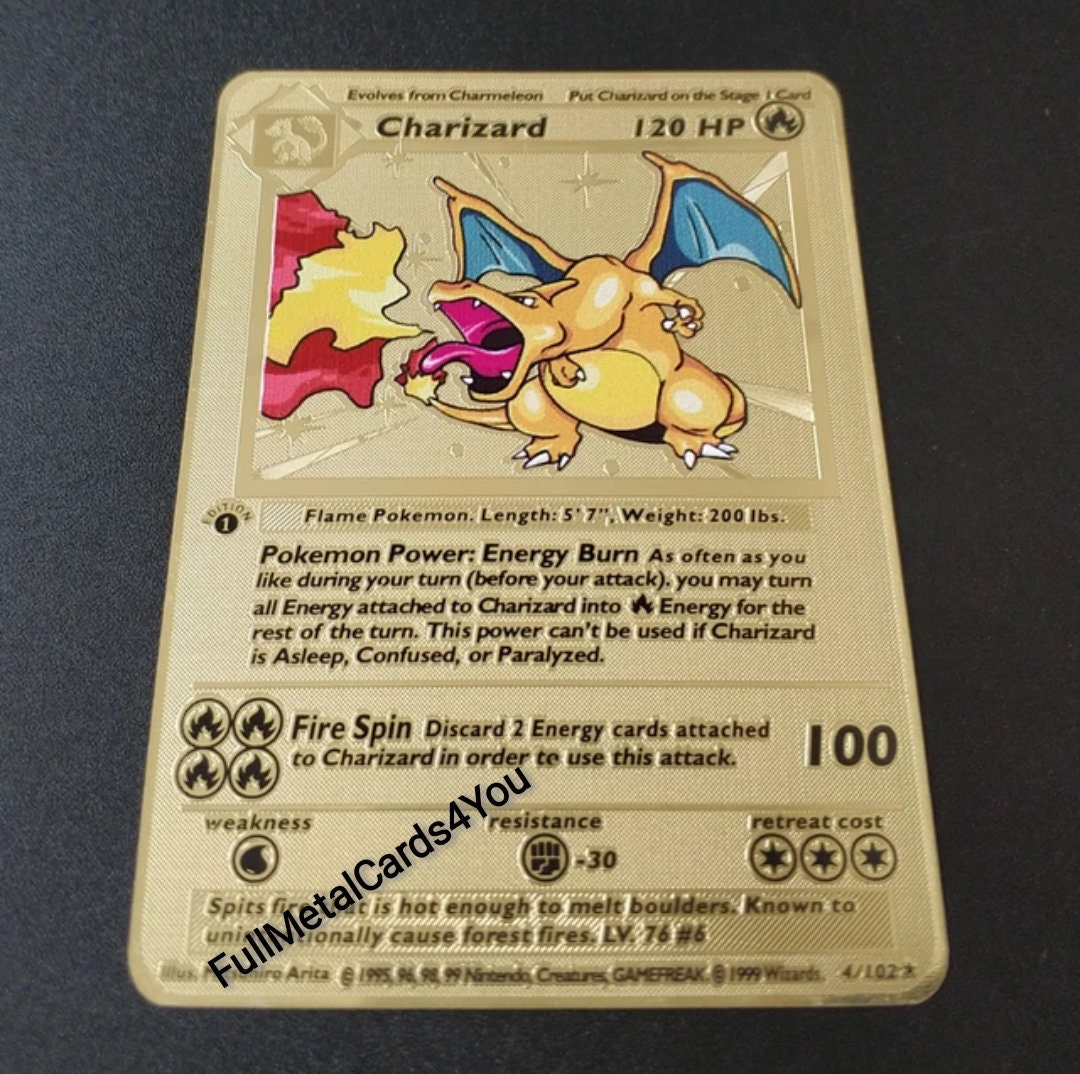 Evolves from Charmeleon Put Charizard on the Stage 1 Card
Charizard 120 HP
EDITION
1
Flame Pokemon. Length: 5' 7", Weight: 200 lbs.
Pokemon Power: Energy Burn As often as you
like during your turn (before your attack). you may turn
all Energy attached to Charizard into Energy for the
rest of the turn. This power can't be used if Charizard
is Asleep, Confused, or Paralyzed.
Fire Spin Discard 2 Energy cards attached
to Charizard in order to use this attack.
100
weakness resistance retreat cost
-30
Spits is hot enough to melt boulders. Known to
cause forest fires. LV. 76 #6
Illus. Arita © 1995, 96, 98, 99 Nintendo, Creatures, GAMEFREAK. © 1999 Wizards. 4/102 ★
FullMetalCards4You